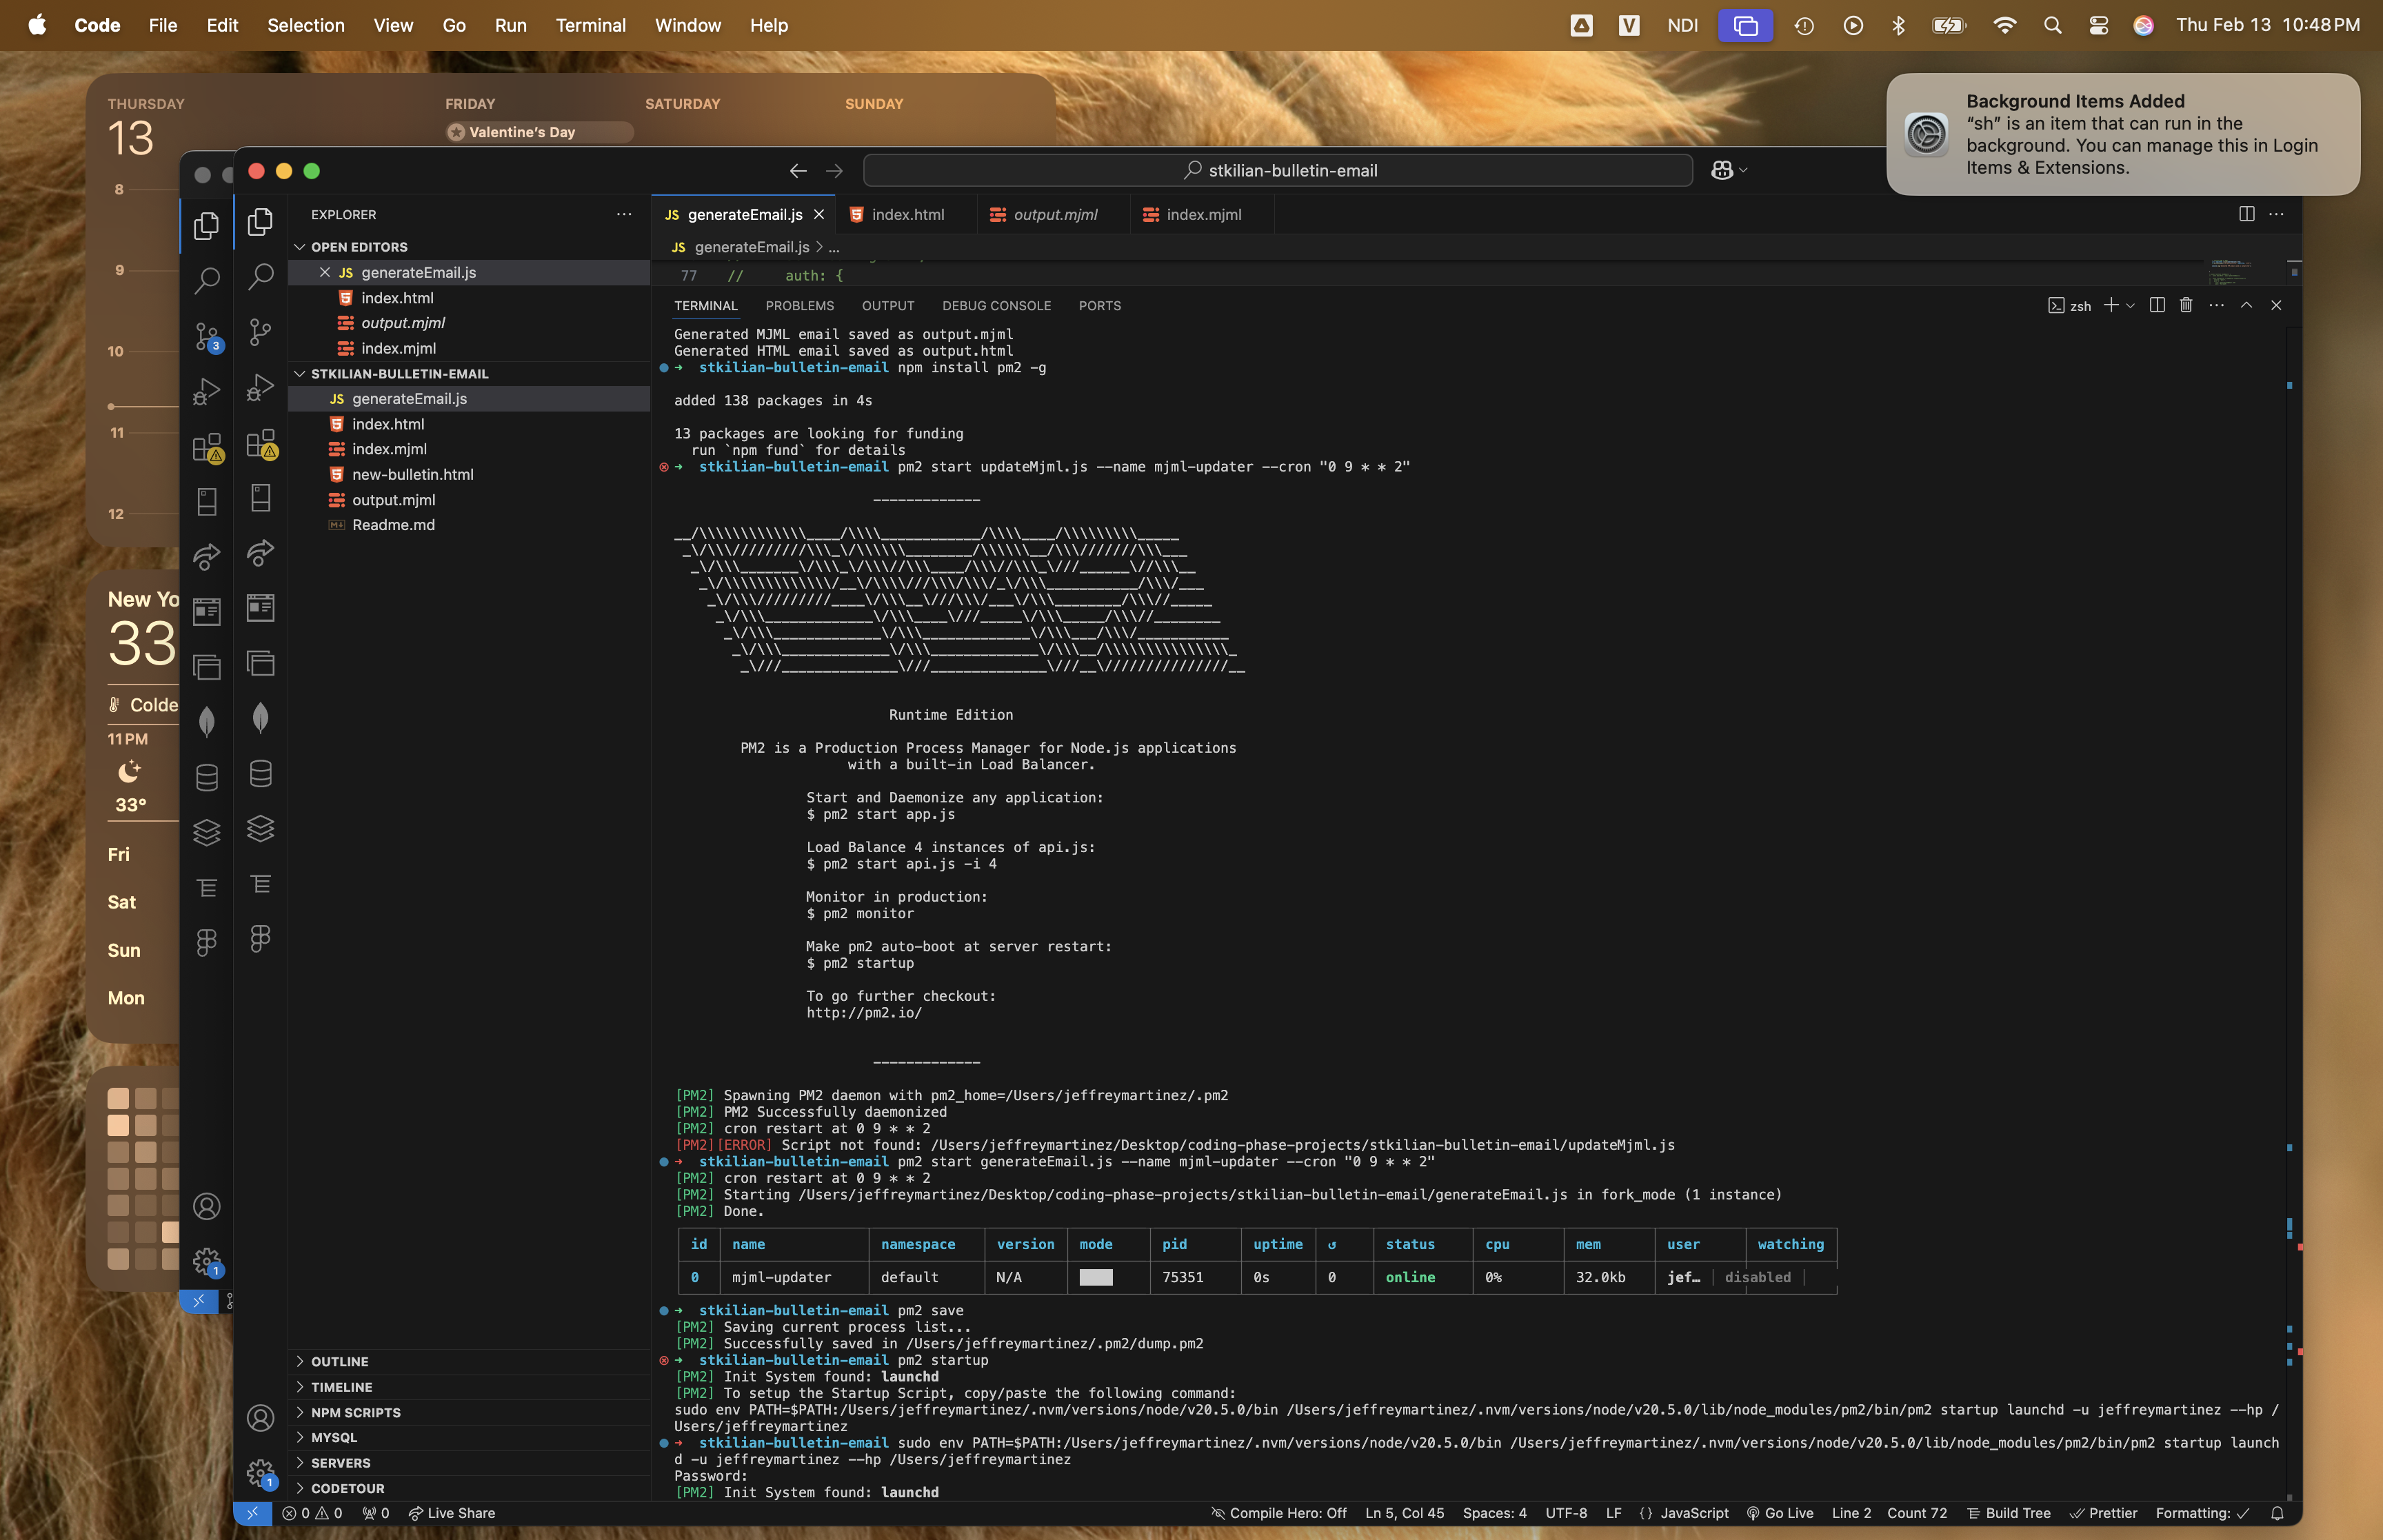 Code File Edit Selection View Go Run Terminal Window Help NDI Thu Feb 13 10:48 PM
THURSDAY FRIDAY SATURDAY SUNDAY
13
Valentine's Day
8
9
10
11
12
Background Items Added
"sh" is an item that can run in the
background. You can manage this in Login
Items & Extensions.
New Yo
33
Colde
11PM
33°
Fri
Sat
Sun
Mon
stkilian-bulletin-email
EXPLORER
OPEN EDITORS
JS generateEmail.js
index.html
output.mjml
index.mjml
STKILIAN-BULLETIN-EMAIL
JS generateEmail.js
index.html
index.mjml
new-bulletin.html
output.mjml
Readme.md
OUTLINE
TIMELINE
NPM SCRIPTS
MYSQL
SERVERS
CODETOUR
3
1
1
JS generateEmail.js index.html output.mjml index.mjml
JS generateEmail.js > ...
77 // auth: {
TERMINAL PROBLEMS OUTPUT DEBUG CONSOLE PORTS zsh
Generated MJML email saved as output.mjml
Generated HTML email saved as output.html
➜ stkilian-bulletin-email npm install pm2 -g
added 138 packages in 4s
13 packages are looking for funding
run `npm fund` for details
➜ stkilian-bulletin-email pm2 start updateMjml.js --name mjml-updater --cron "0 9 * * 2"
-------------
Runtime Edition
PM2 is a Production Process Manager for Node.js applications
with a built-in Load Balancer.
Start and Daemonize any application:
$ pm2 start app.js
Load Balance 4 instances of api.js:
$ pm2 start api.js -i 4
Monitor in production:
$ pm2 monitor
Make pm2 auto-boot at server restart:
$ pm2 startup
To go further checkout:
http://pm2.io/
-------------
[PM2] Spawning PM2 daemon with pm2_home=/Users/jeffreymartinez/.pm2
[PM2] PM2 Successfully daemonized
[PM2] cron restart at 0 9 * * 2
[PM2][ERROR] Script not found: /Users/jeffreymartinez/Desktop/coding-phase-projects/stkilian-bulletin-email/updateMjml.js
➜ stkilian-bulletin-email pm2 start generateEmail.js --name mjml-updater --cron "0 9 * * 2"
[PM2] cron restart at 0 9 * * 2
[PM2] Starting /Users/jeffreymartinez/Desktop/coding-phase-projects/stkilian-bulletin-email/generateEmail.js in fork_mode (1 instance)
[PM2] Done.
id name namespace version mode pid uptime ↺ status cpu mem user watching
0 mjml-updater default N/A 75351 0s 0 online 0% 32.0kb jef… disabled
➜ stkilian-bulletin-email pm2 save
[PM2] Saving current process list...
[PM2] Successfully saved in /Users/jeffreymartinez/.pm2/dump.pm2
➜ stkilian-bulletin-email pm2 startup
[PM2] Init System found: launchd
[PM2] To setup the Startup Script, copy/paste the following command:
sudo env PATH=$PATH:/Users/jeffreymartinez/.nvm/versions/node/v20.5.0/bin /Users/jeffreymartinez/.nvm/versions/node/v20.5.0/lib/node_modules/pm2/bin/pm2 startup launchd -u jeffreymartinez --hp /
Users/jeffreymartinez
➜ stkilian-bulletin-email sudo env PATH=$PATH:/Users/jeffreymartinez/.nvm/versions/node/v20.5.0/bin /Users/jeffreymartinez/.nvm/versions/node/v20.5.0/lib/node_modules/pm2/bin/pm2 startup launch
d -u jeffreymartinez --hp /Users/jeffreymartinez
Password:
[PM2] Init System found: launchd
0 0 0 Live Share Compile Hero: Off Ln 5, Col 45 Spaces: 4 UTF-8 LF {} JavaScript Go Live Line 2 Count 72 Build Tree Prettier Formatting: ✓